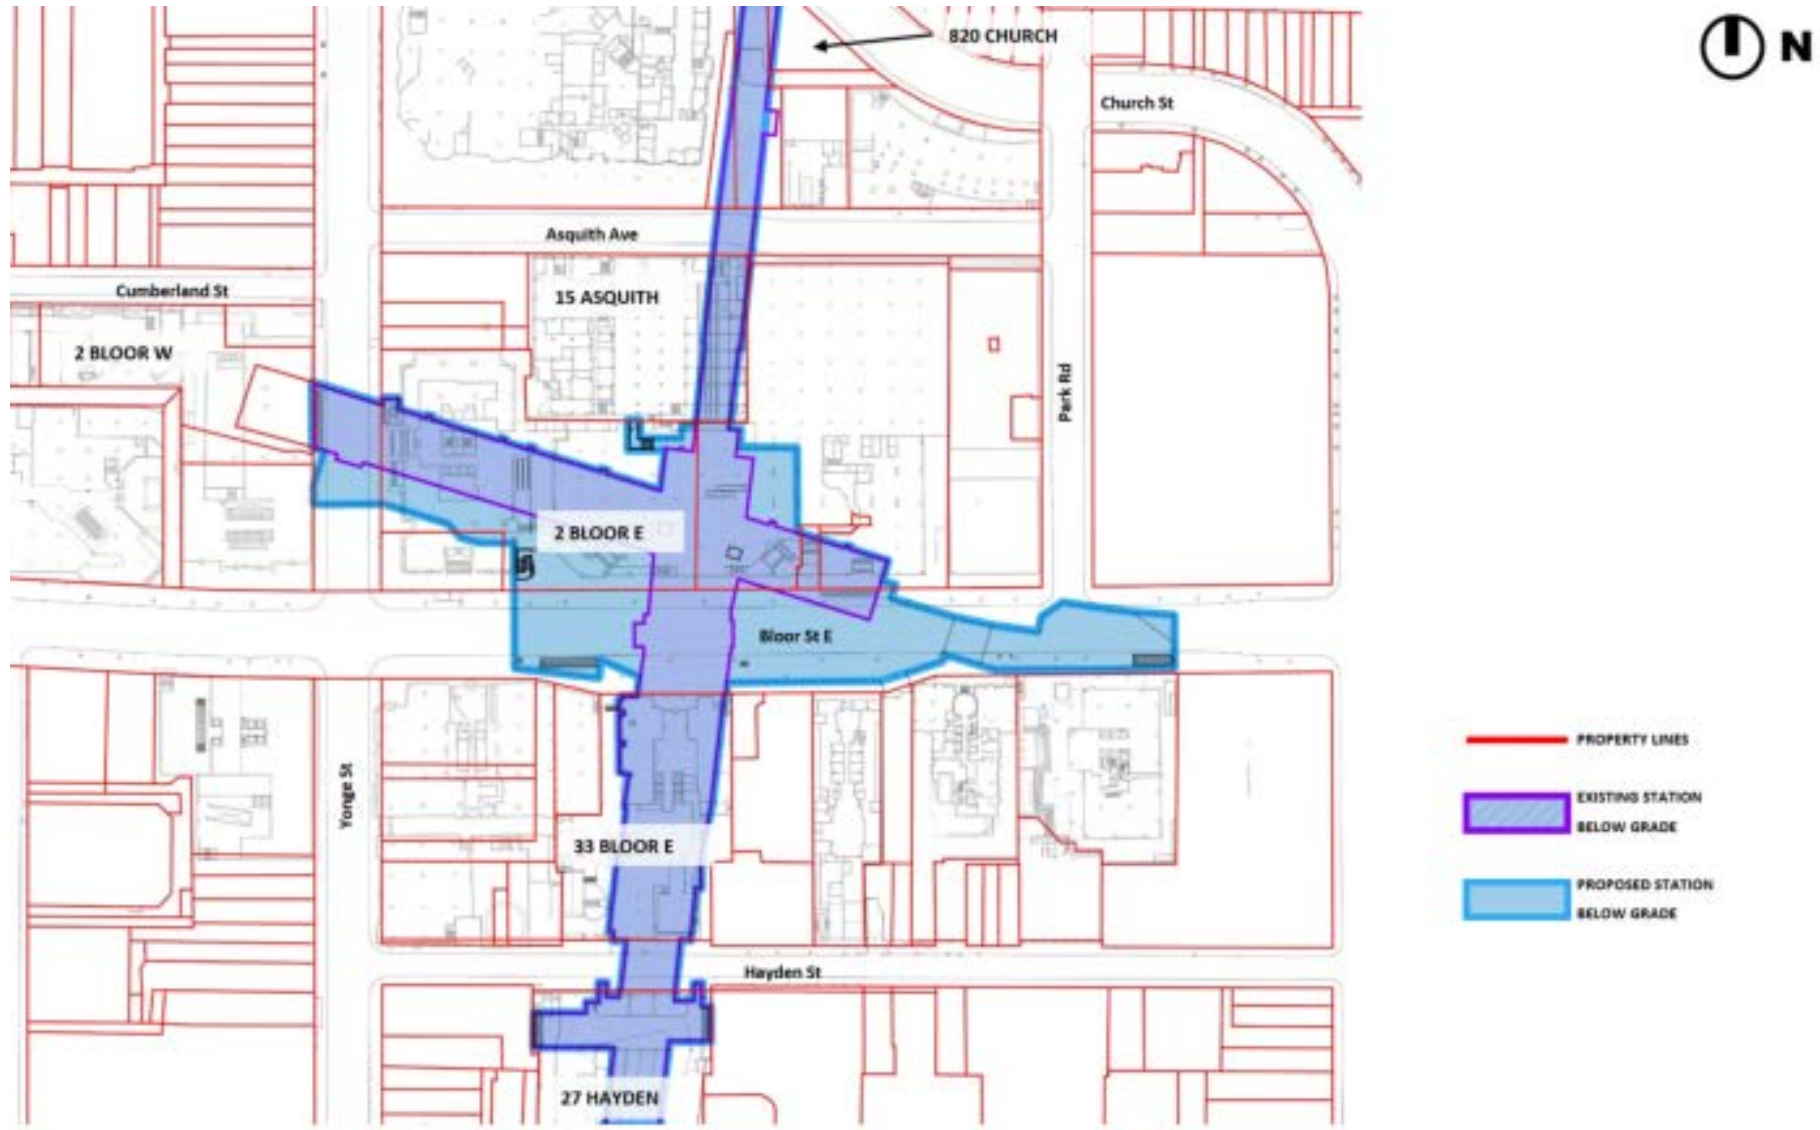 N
820 CHURCH
Church St
Asquith Ave
Cumberland St
15 ASQUITH
2 BLOOR W
Park Rd
2 BLOOR E
Bloor St E
Yonge St
33 BLOOR E
Hayden St
27 HAYDEN
PROPERTY LINES
EXISTING STATION
BELOW GRADE
PROPOSED STATION
BELOW GRADE